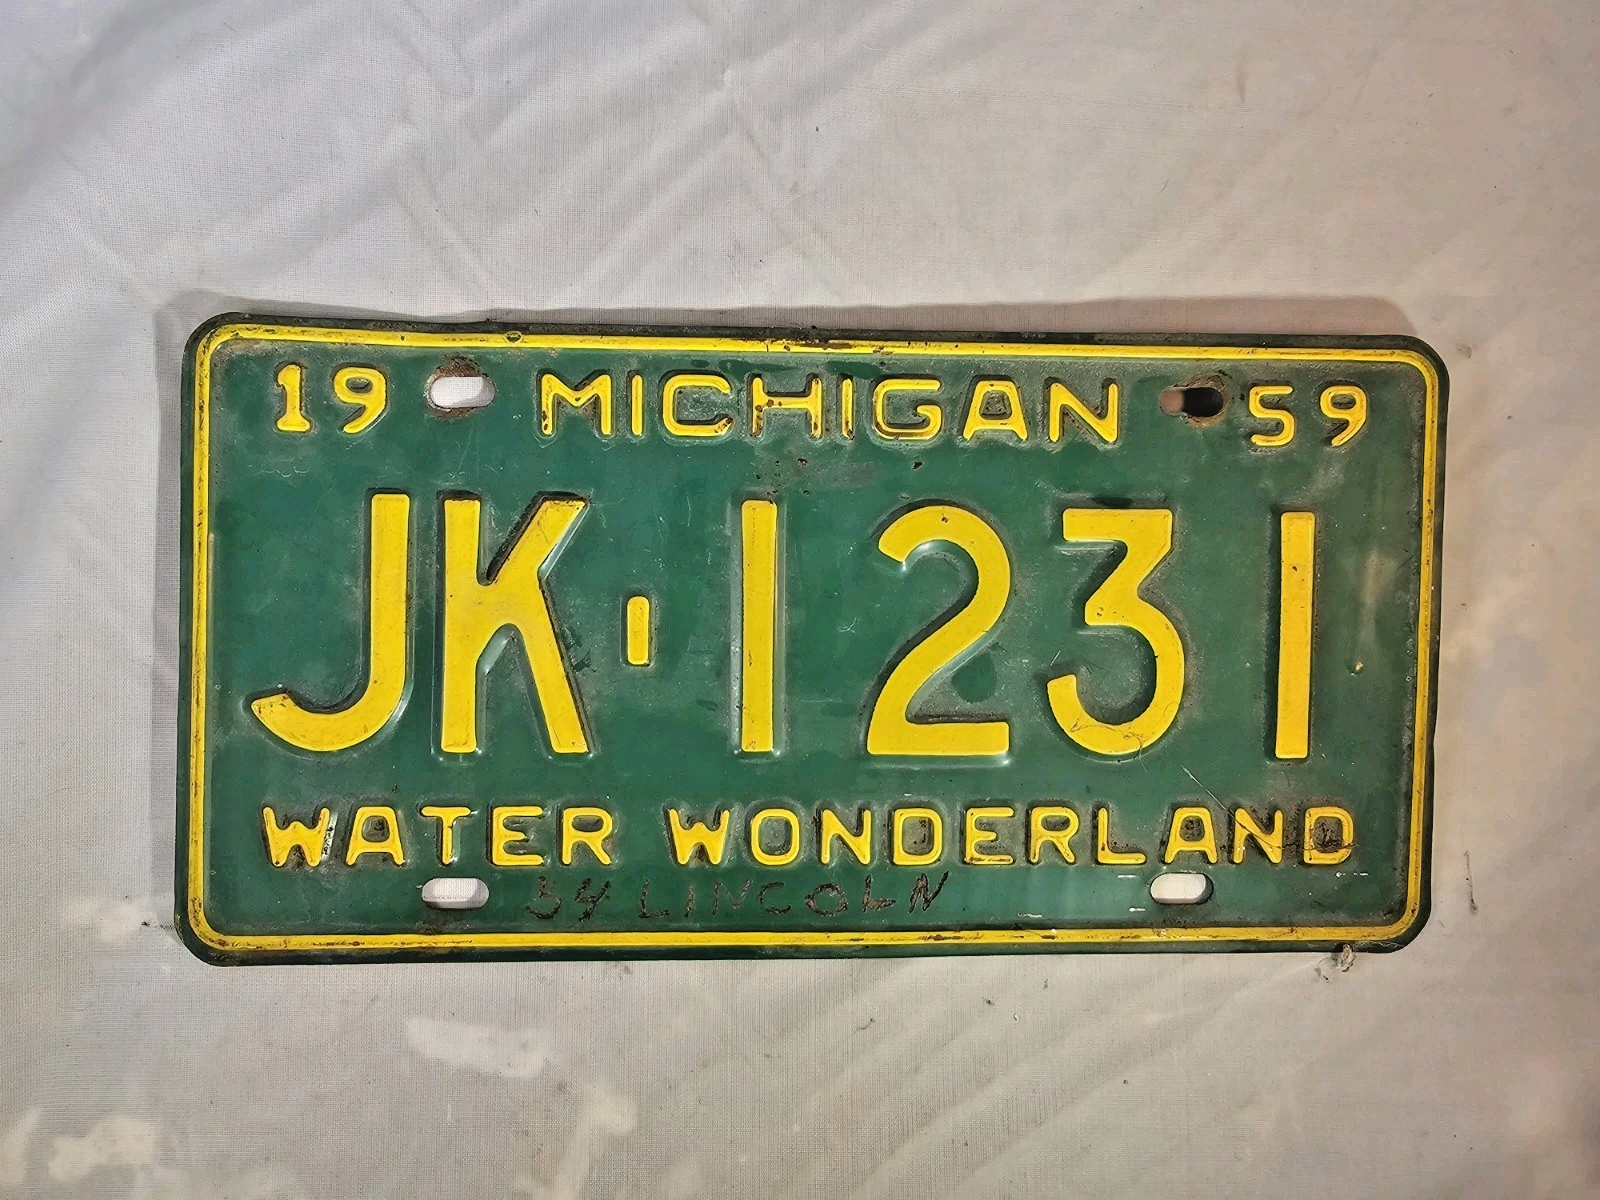 19 MICHIGAN 59
JK-1231
WATER WONDERLAND
54 LINCOLN